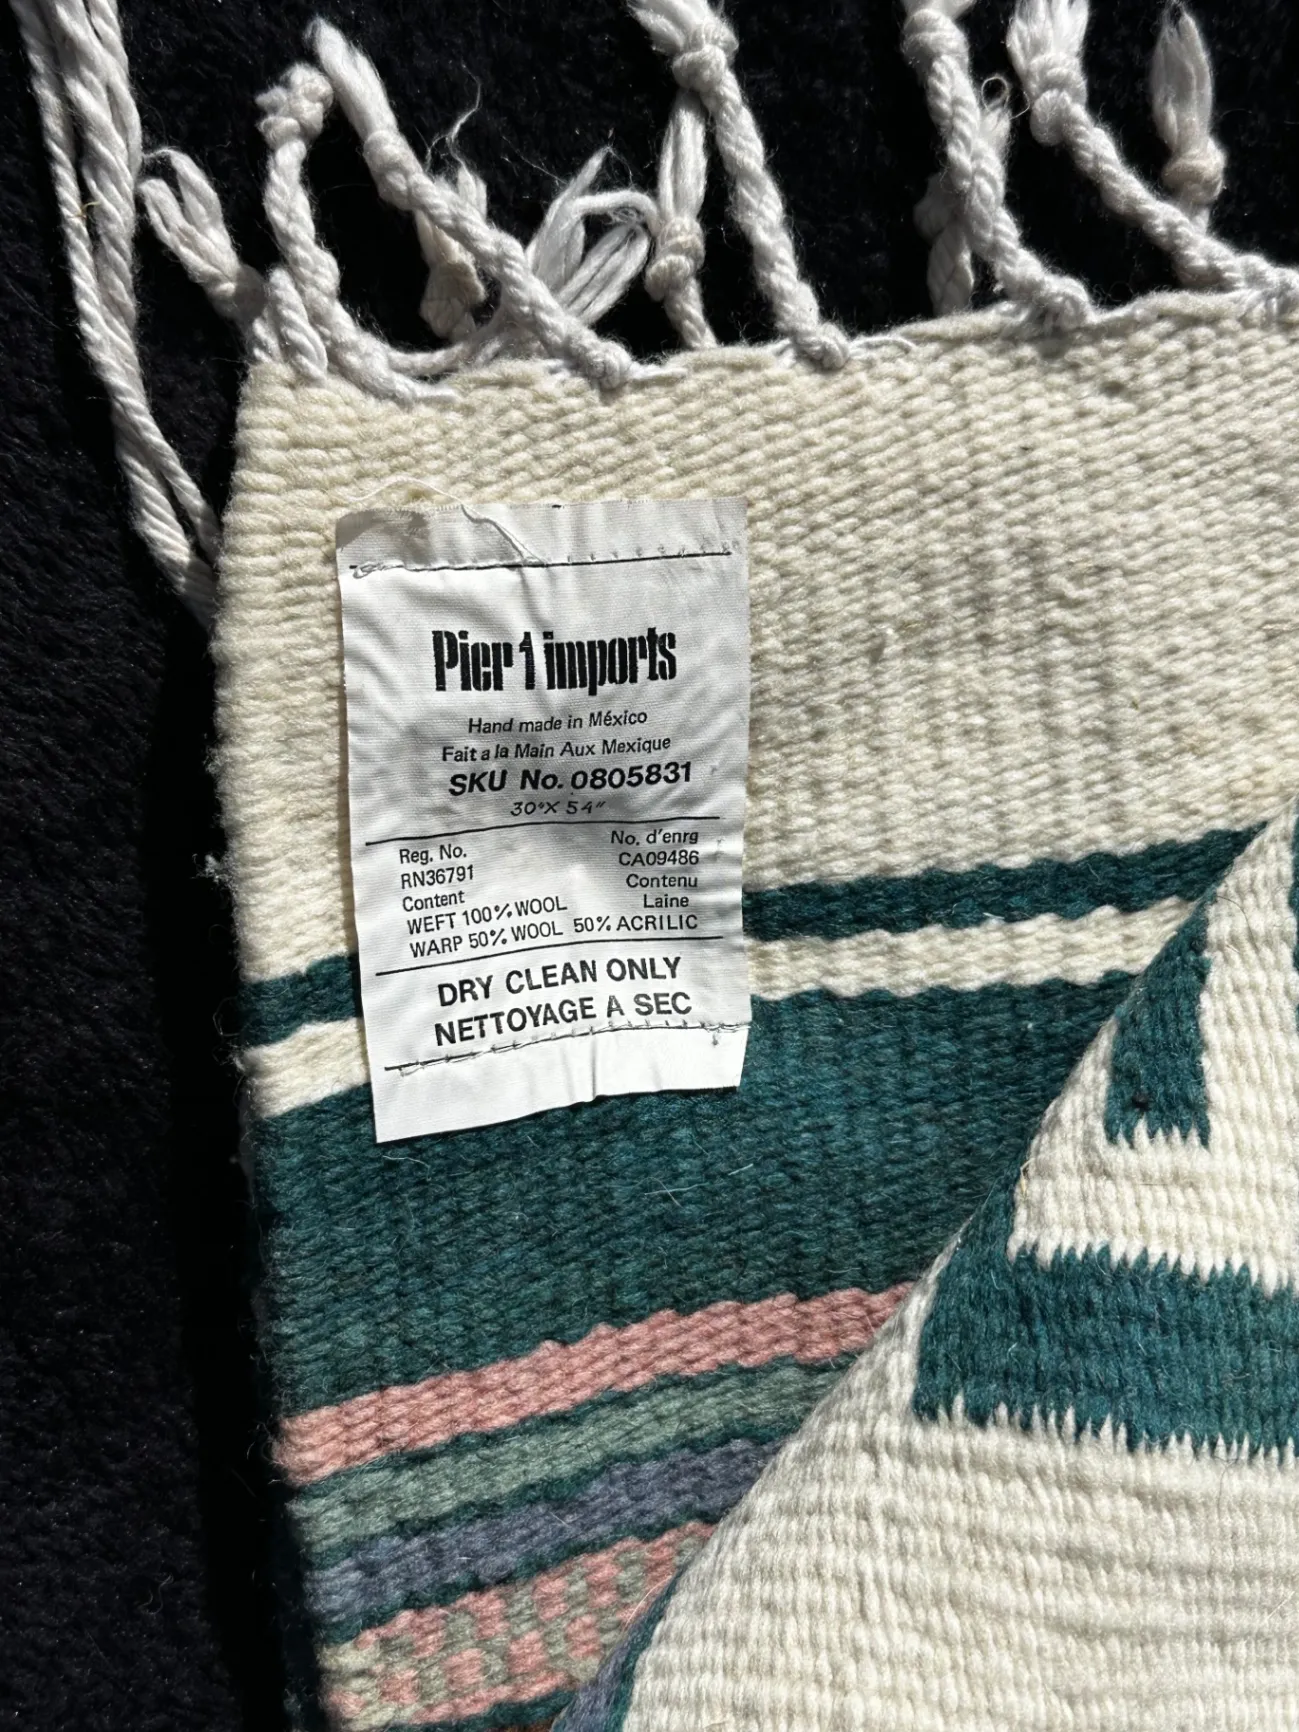 Pier 1 imports
Hand made in México
Fait a la Main Aux Mexique
SKU No. 0805831
30"X 54"
Reg. No.
RN36791
Content
No. d'enrg
CA09486
Contenu
Laine
WEFT 100% WOOL
WARP 50% WOOL 50% ACRILIC
DRY CLEAN ONLY
NETTOYAGE A SEC